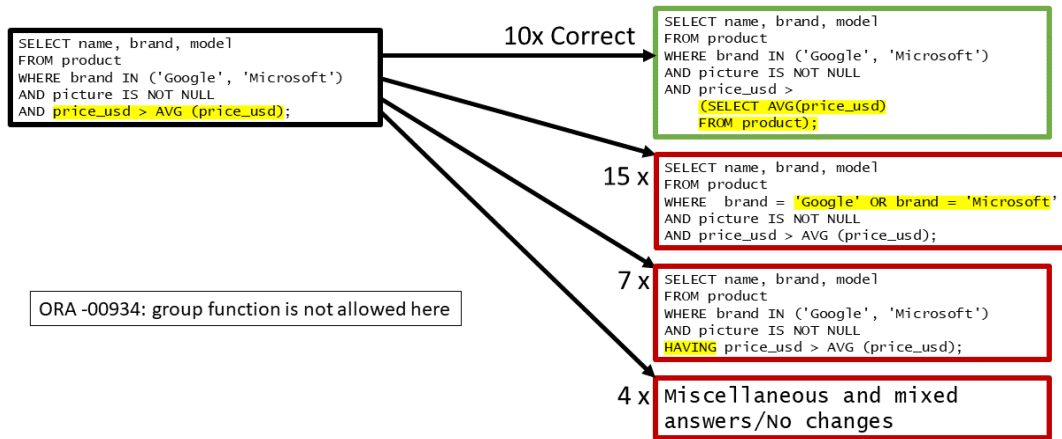 SELECT name, brand, model
FROM product
WHERE brand IN ('Google', 'Microsoft')
AND picture IS NOT NULL
AND price_usd > AVG (price_usd);
ORA -00934: group function is not allowed here
10x Correct
SELECT name, brand, model
FROM product
WHERE brand IN ('Google', 'Microsoft')
AND picture IS NOT NULL
AND price_usd >
(SELECT AVG(price_usd)
FROM product);
15 x
SELECT name, brand, model
FROM product
WHERE  brand = 'Google' OR brand = 'Microsoft’
AND picture IS NOT NULL
AND price_usd > AVG (price_usd);
7 x
SELECT name, brand, model
FROM product
WHERE brand IN ('Google', 'Microsoft')
AND picture IS NOT NULL
HAVING price_usd > AVG (price_usd);
4 x
Miscellaneous and mixed
answers/No changes